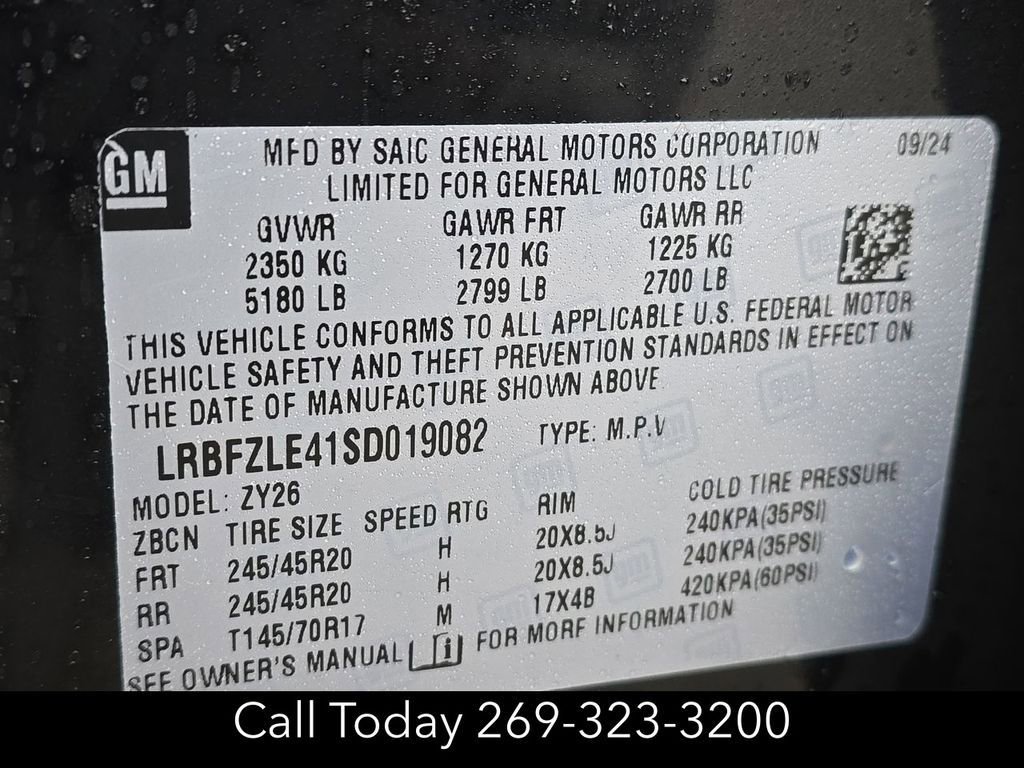 GM
MFD BY SAIC GENERAL MOTORS CORPORATION 09/24
LIMITED FOR GENERAL MOTORS LLC
GVWR GAWR FRT GAWR RR
2350 KG 1270 KG 1225 KG
5180 LB 2799 LB 2700 LB
THIS VEHICLE CONFORMS TO ALL APPLICABLE U.S. FEDERAL MOTOR
VEHICLE SAFETY AND THEFT PREVENTION STANDARDS IN EFFECT ON
THE DATE OF MANUFACTURE SHOWN ABOVE
LRBFZLE41SD019082 TYPE: M.P.V
MODEL: ZY26
ZBCN TIRE SIZE SPEED RTG RIM COLD TIRE PRESSURE
FRT 245/45R20 H 20X8.5J 240KPA(35PSI)
RR 245/45R20 H 20X8.5J 240KPA(35PSI)
SPA T145/70R17 M 17X4B 420KPA(60PSI)
SEE OWNER'S MANUAL i FOR MORE INFORMATION
Call Today 269-323-3200